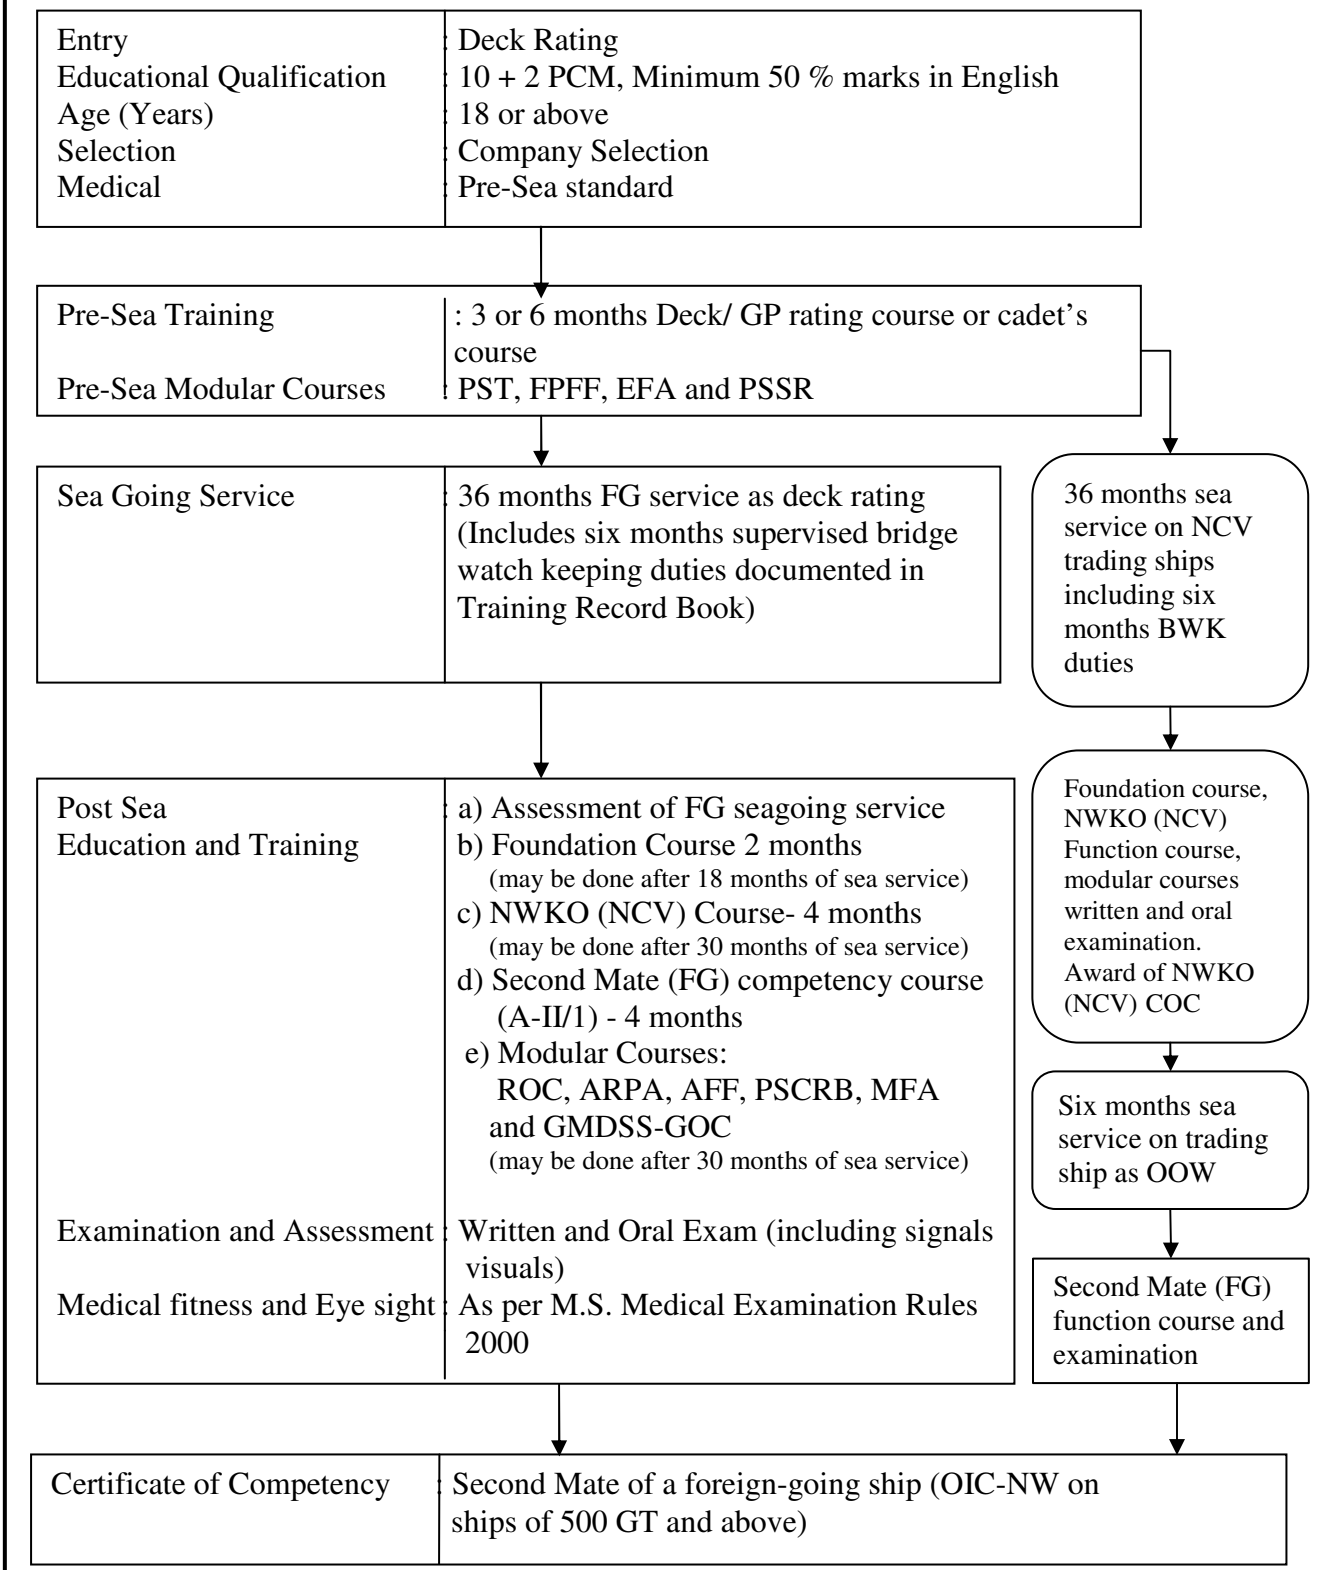 Entry : Deck Rating
Educational Qualification : 10 + 2 PCM, Minimum 50 % marks in English
Age (Years) : 18 or above
Selection : Company Selection
Medical : Pre-Sea standard
Pre-Sea Training : 3 or 6 months Deck/ GP rating course or cadet’s
course
Pre-Sea Modular Courses : PST, FPFF, EFA and PSSR
Sea Going Service : 36 months FG service as deck rating
(Includes six months supervised bridge
watch keeping duties documented in
Training Record Book)
36 months sea
service on NCV
trading ships
including six
months BWK
duties
Post Sea : a) Assessment of FG seagoing service
Education and Training b) Foundation Course 2 months
(may be done after 18 months of sea service)
c) NWKO (NCV) Course- 4 months
(may be done after 30 months of sea service)
d) Second Mate (FG) competency course
(A-II/1) - 4 months
e) Modular Courses:
ROC, ARPA, AFF, PSCRB, MFA
and GMDSS-GOC
(may be done after 30 months of sea service)
Examination and Assessment : Written and Oral Exam (including signals
visuals)
Medical fitness and Eye sight : As per M.S. Medical Examination Rules
2000
Foundation course,
NWKO (NCV)
Function course,
modular courses
written and oral
examination.
Award of NWKO
(NCV) COC
Six months sea
service on trading
ship as OOW
Second Mate (FG)
function course and
examination
Certificate of Competency : Second Mate of a foreign-going ship (OIC-NW on
ships of 500 GT and above)